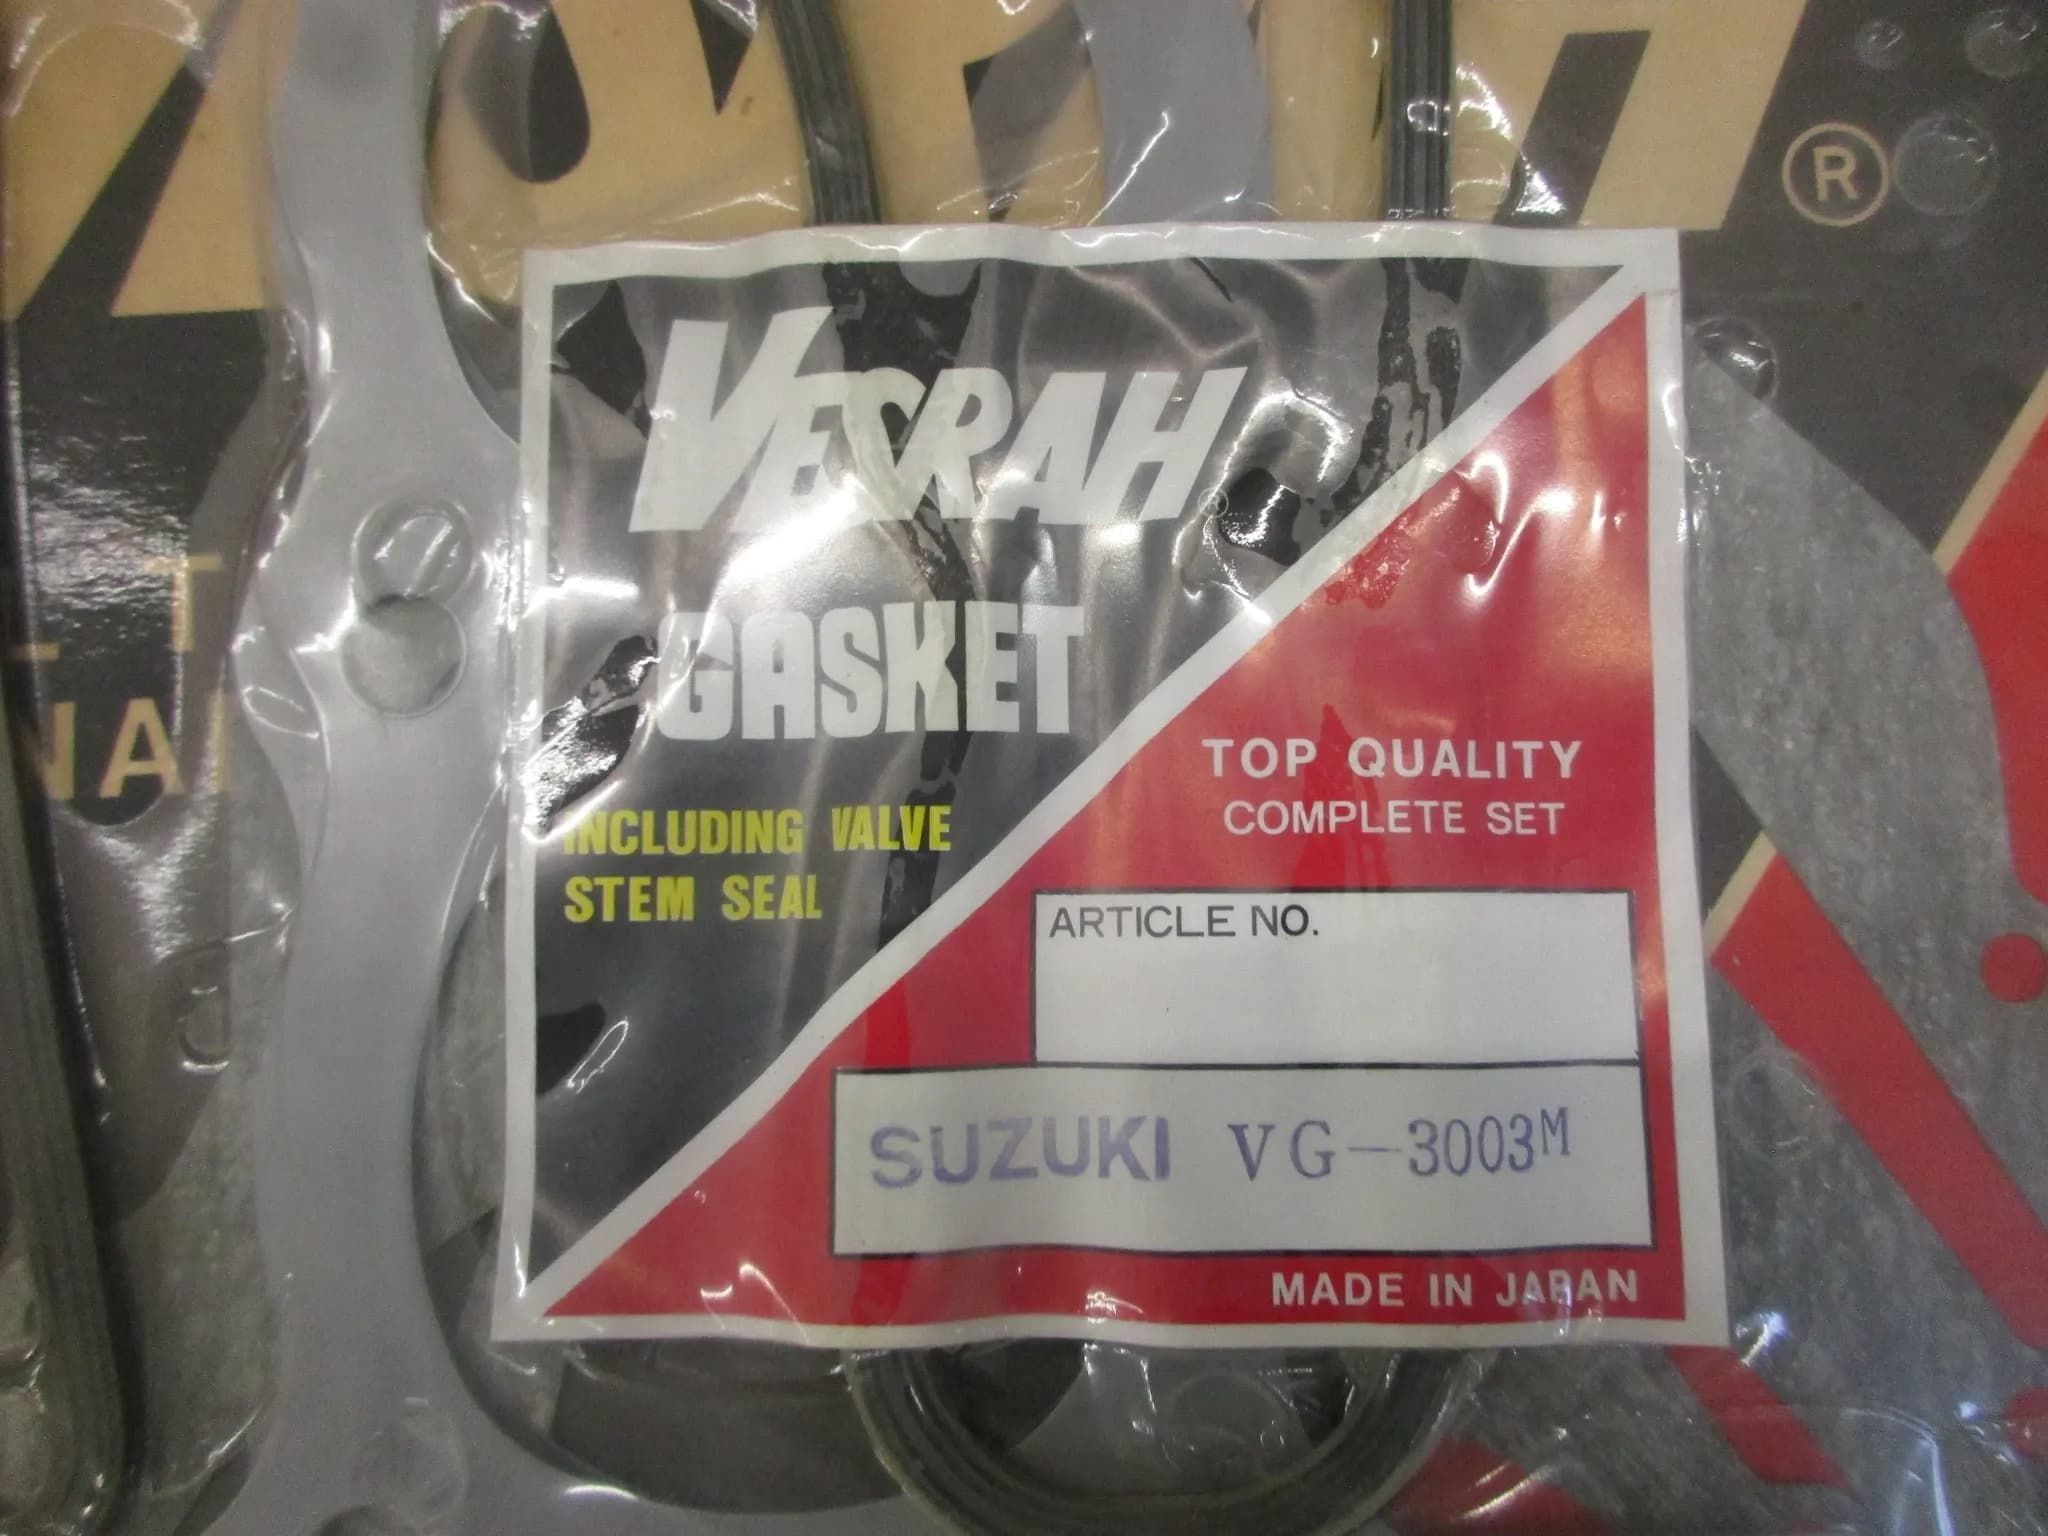 ®
VESRAH®
GASKET
INCLUDING VALVE
STEM SEAL
TOP QUALITY
COMPLETE SET
ARTICLE NO.
SUZUKI VG-3003M
MADE IN JAPAN